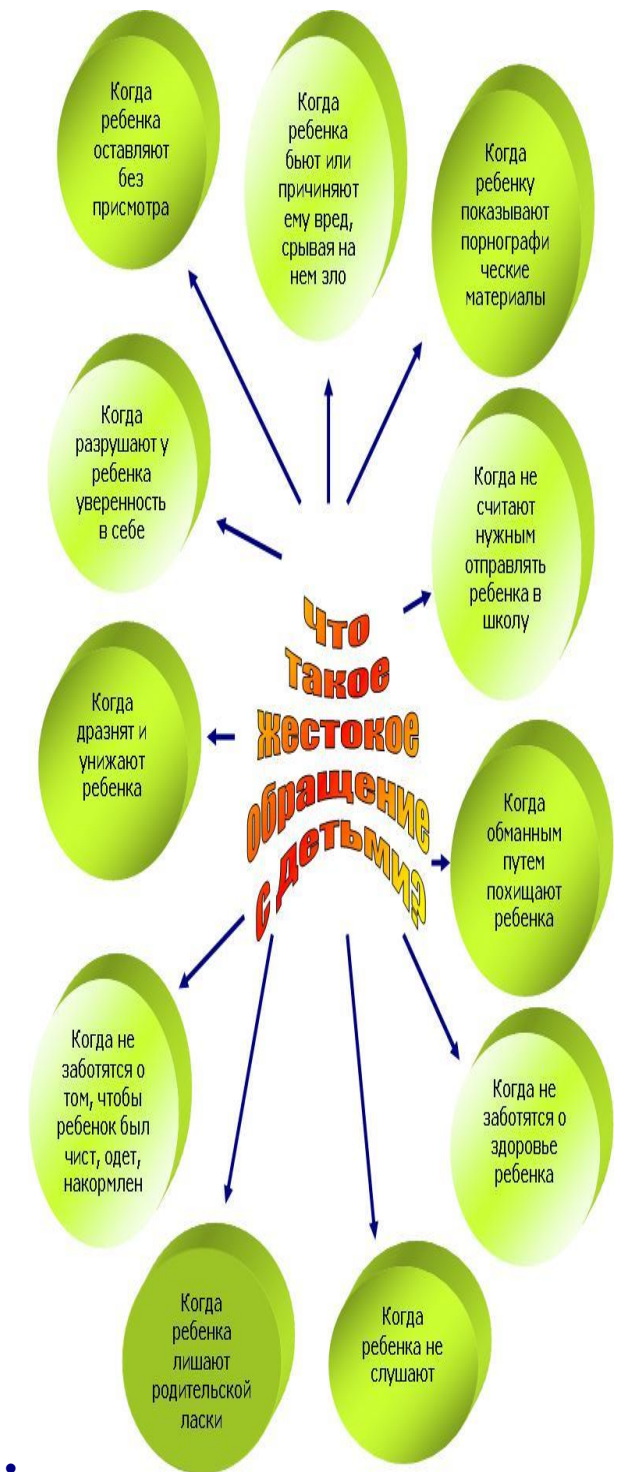 Когда
ребенка
оставляют
без
присмотра
Когда
ребенка
бьют или
причиняют
ему вред,
срывая на
нем зло
Когда
ребенку
показывают
порнографи
ческие
материалы
Когда
разрушают у
ребенка
уверенность
в себе
Когда не
считают
нужным
отправлять
ребенка в
школу
Что
такое
жестокое
обращение
с детьми?
Когда
дразнят и
унижают
ребенка
Когда
обманным
путем
похищают
ребенка
Когда не
заботятся о
том, чтобы
ребенок был
чист, одет,
накормлен
Когда не
заботятся о
здоровье
ребенка
Когда
ребенка
лишают
родительской
ласки
Когда
ребенка не
слушают